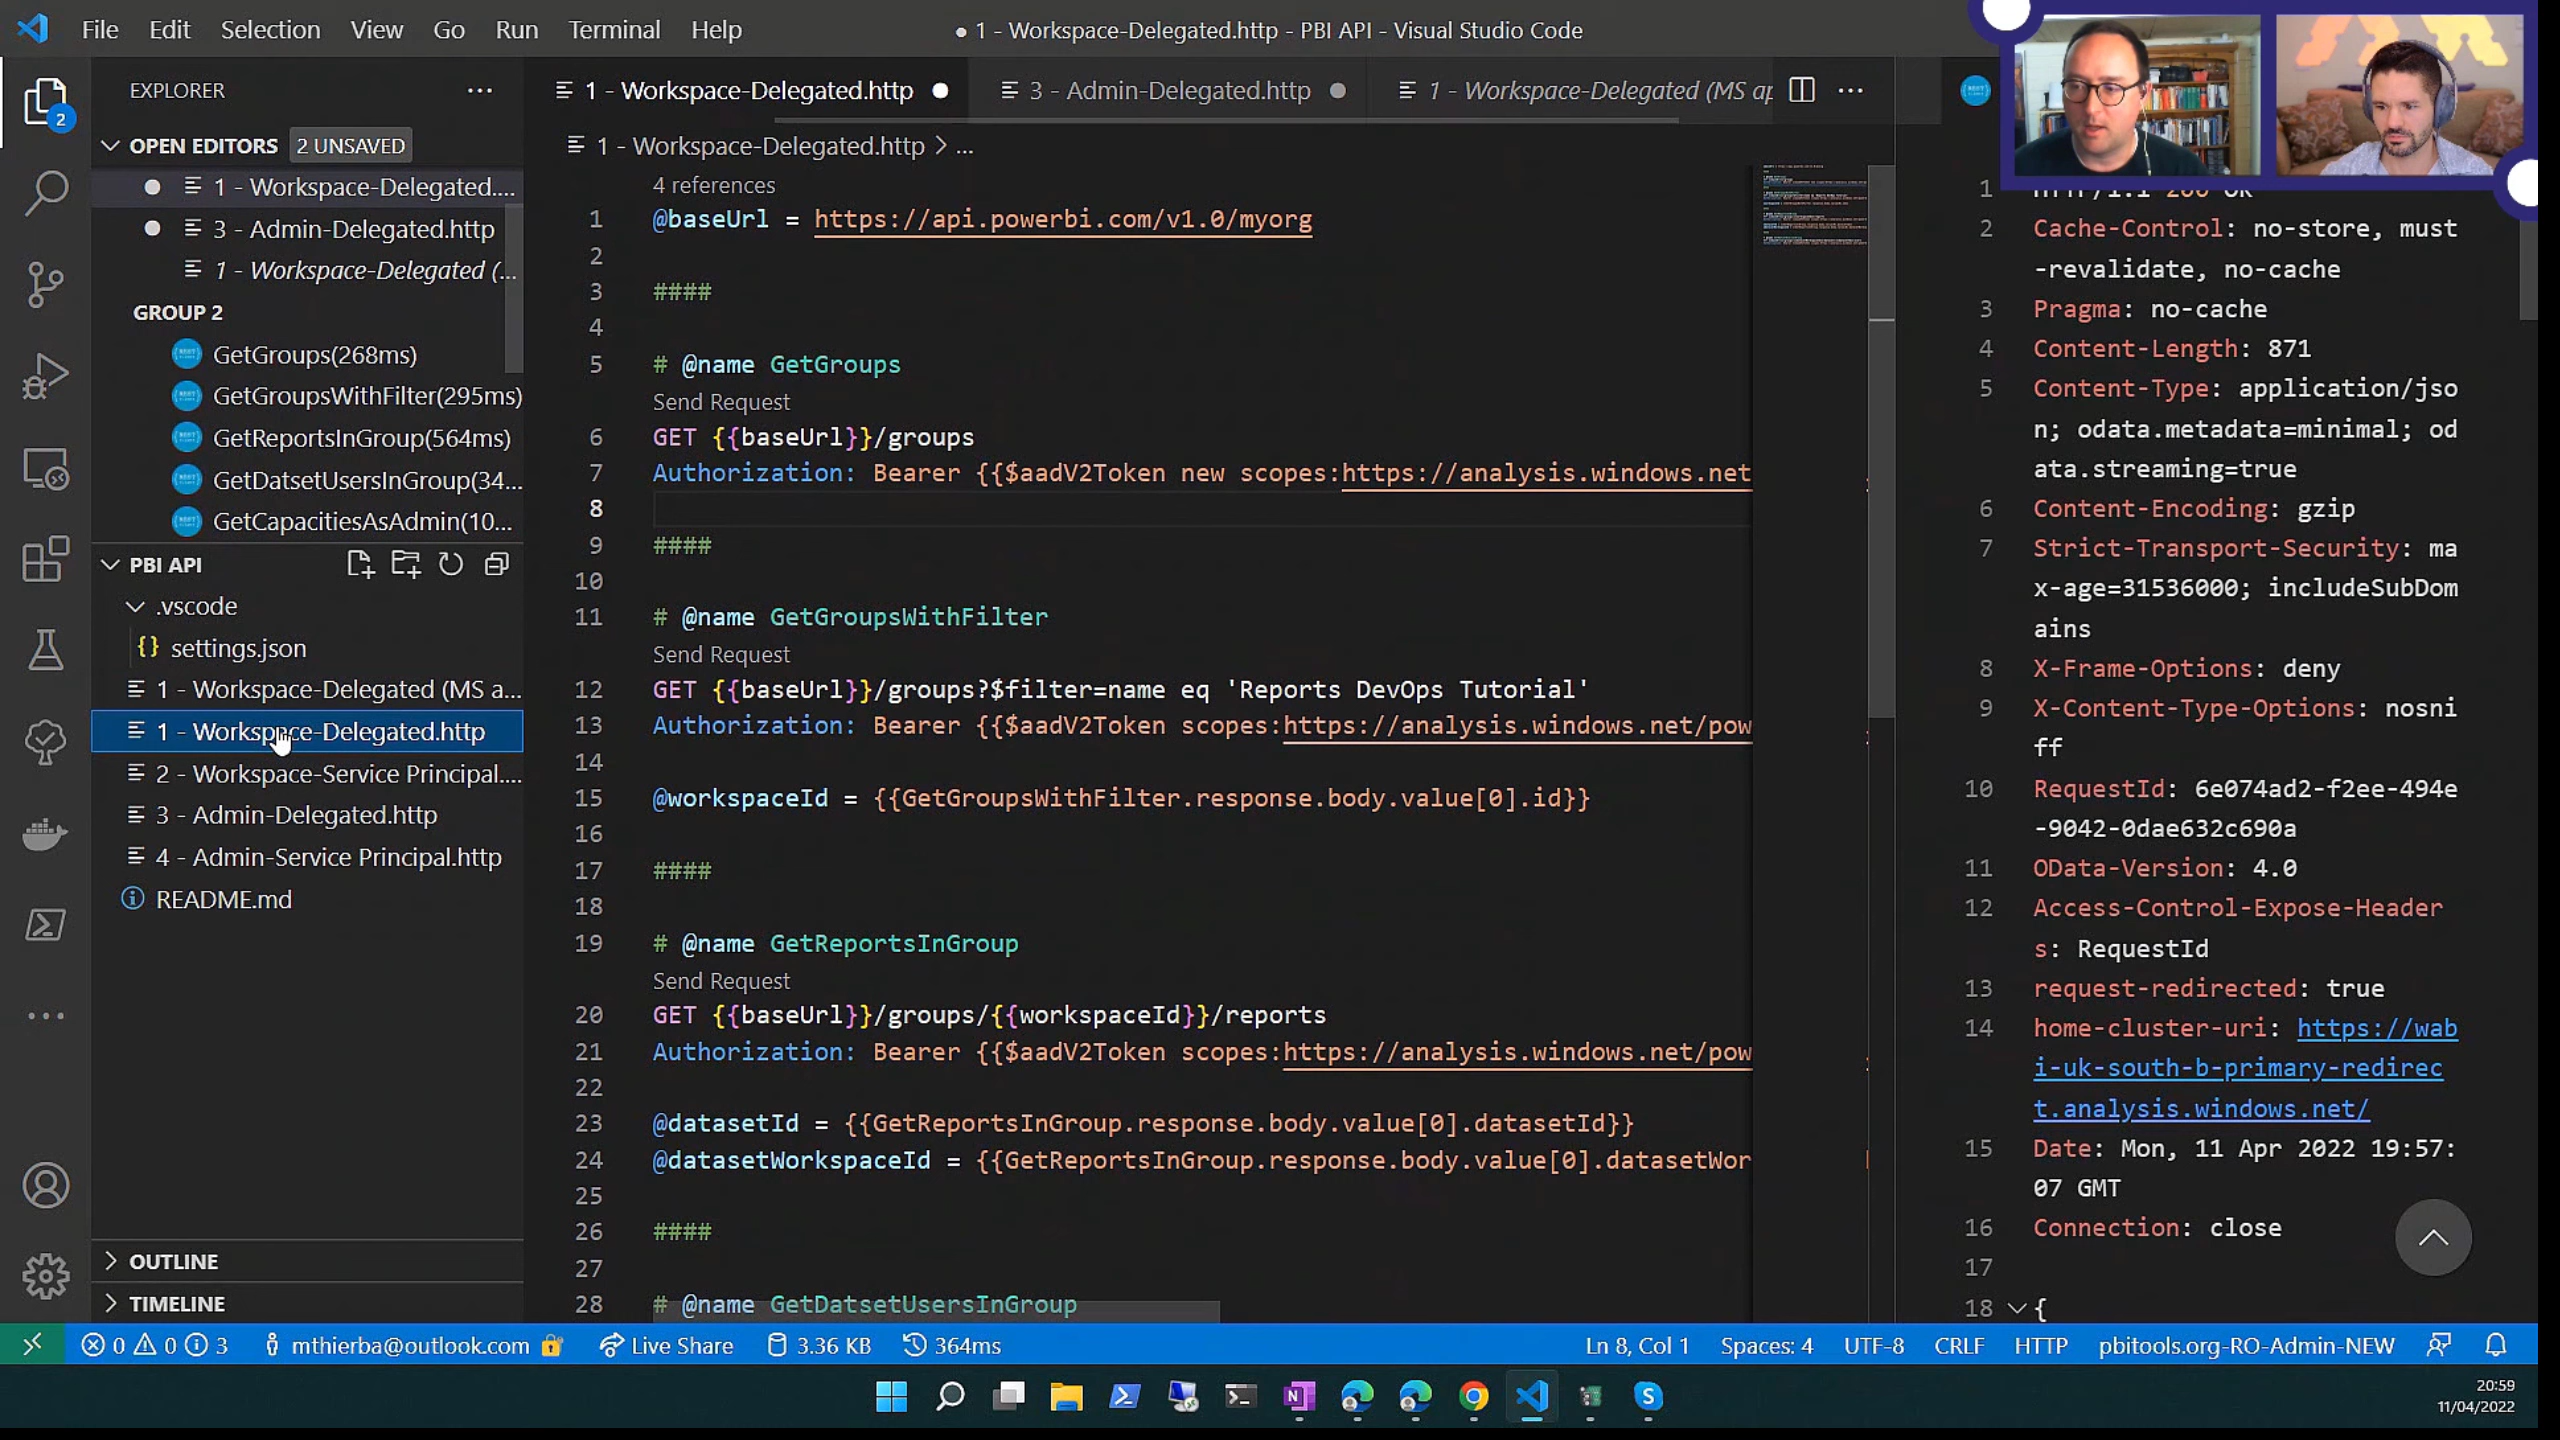 File Edit Selection View Go Run Terminal Help
● 1 - Workspace-Delegated.http - PBI API - Visual Studio Code
EXPLORER
OPEN EDITORS 2 UNSAVED
1 - Workspace-Delegated....
3 - Admin-Delegated.http
1 - Workspace-Delegated (...
GROUP 2
GetGroups(268ms)
GetGroupsWithFilter(295ms)
GetReportsInGroup(564ms)
GetDatsetUsersInGroup(34...
GetCapacitiesAsAdmin(10...
PBI API
.vscode
{} settings.json
1 - Workspace-Delegated (MS a...
1 - Workspace-Delegated.http
2 - Workspace-Service Principal....
3 - Admin-Delegated.http
4 - Admin-Service Principal.http
README.md
OUTLINE
TIMELINE
2
1 - Workspace-Delegated.http
3 - Admin-Delegated.http
1 - Workspace-Delegated (MS ap
1 - Workspace-Delegated.http > ...
4 references
1 @baseUrl = https://api.powerbi.com/v1.0/myorg
2
3 ####
4
5 # @name GetGroups
Send Request
6 GET {{baseUrl}}/groups
7 Authorization: Bearer {{$aadV2Token new scopes:https://analysis.windows.net
8
9 ####
10
11 # @name GetGroupsWithFilter
Send Request
12 GET {{baseUrl}}/groups?$filter=name eq 'Reports DevOps Tutorial'
13 Authorization: Bearer {{$aadV2Token scopes:https://analysis.windows.net/pow
14
15 @workspaceId = {{GetGroupsWithFilter.response.body.value[0].id}}
16
17 ####
18
19 # @name GetReportsInGroup
Send Request
20 GET {{baseUrl}}/groups/{{workspaceId}}/reports
21 Authorization: Bearer {{$aadV2Token scopes:https://analysis.windows.net/pow
22
23 @datasetId = {{GetReportsInGroup.response.body.value[0].datasetId}}
24 @datasetWorkspaceId = {{GetReportsInGroup.response.body.value[0].datasetWor
25
26 ####
27
28 # @name GetDatsetUsersInGroup
1 HTTP/1.1 200 OK
2 Cache-Control: no-store, must
-revalidate, no-cache
3 Pragma: no-cache
4 Content-Length: 871
5 Content-Type: application/jso
n; odata.metadata=minimal; od
ata.streaming=true
6 Content-Encoding: gzip
7 Strict-Transport-Security: ma
x-age=31536000; includeSubDom
ains
8 X-Frame-Options: deny
9 X-Content-Type-Options: nosni
ff
10 RequestId: 6e074ad2-f2ee-494e
-9042-0dae632c690a
11 OData-Version: 4.0
12 Access-Control-Expose-Header
s: RequestId
13 request-redirected: true
14 home-cluster-uri: https://wab
i-uk-south-b-primary-redirec
t.analysis.windows.net/
15 Date: Mon, 11 Apr 2022 19:57:
07 GMT
16 Connection: close
17
18 {
0 0 3 mthierba@outlook.com Live Share 3.36 KB 364ms Ln 8, Col 1 Spaces: 4 UTF-8 CRLF HTTP pbitools.org-RO-Admin-NEW
20:59
11/04/2022